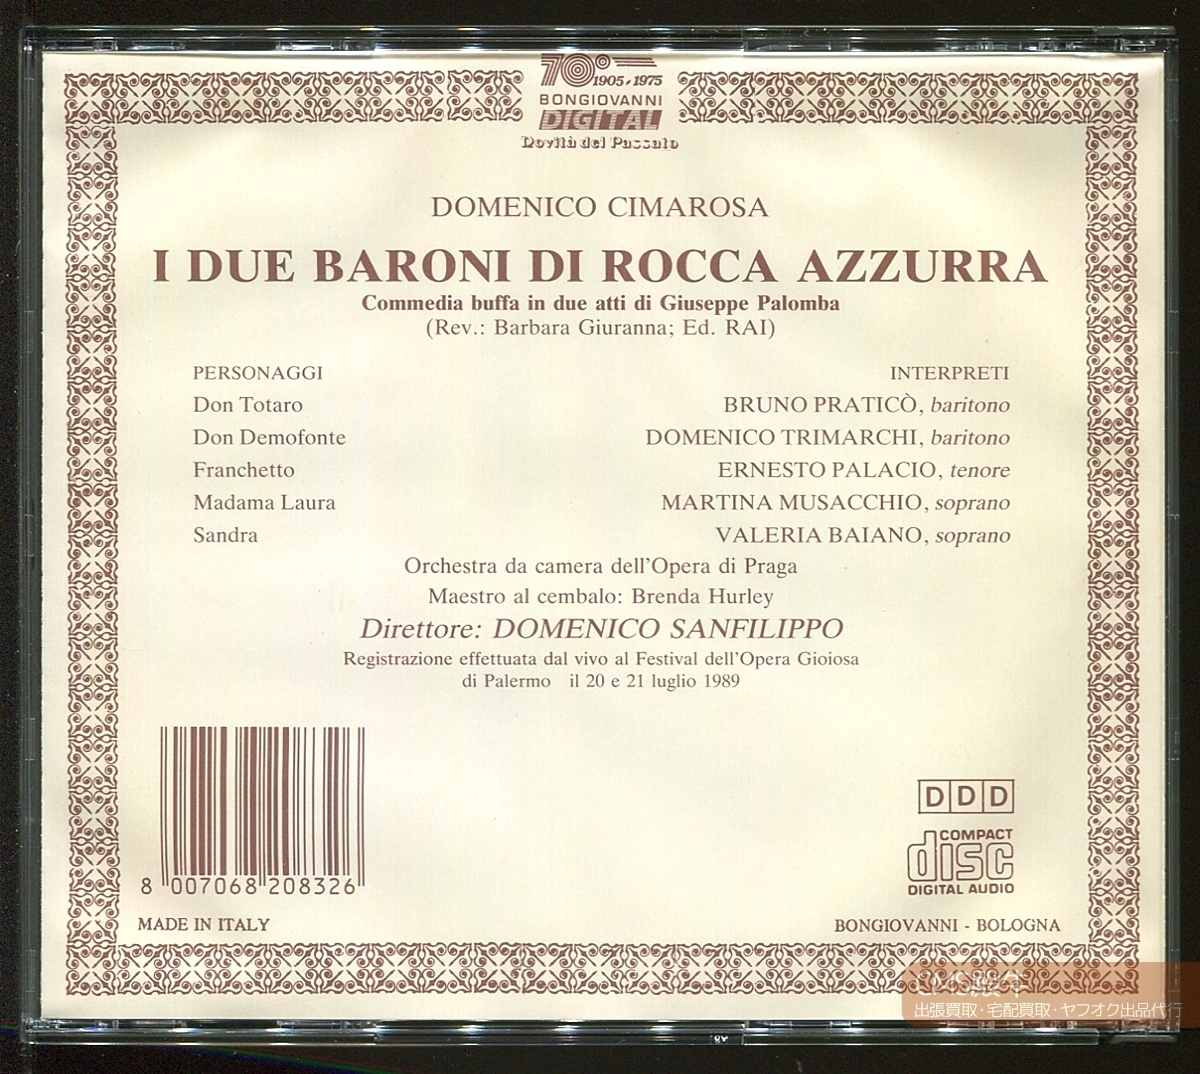 70° 1905-1975
BONGIOVANNI
DIGITAL
Novità del Passato
DOMENICO CIMAROSA
I DUE BARONI DI ROCCA AZZURRA
Commedia buffa in due atti di Giuseppe Palomba
(Rev.: Barbara Giuranna; Ed. RAI)
PERSONAGGI INTERPRETI
Don Totaro BRUNO PRATICÒ, baritono
Don Demofonte DOMENICO TRIMARCHI, baritono
Franchetto ERNESTO PALACIO, tenore
Madama Laura MARTINA MUSACCHIO, soprano
Sandra VALERIA BAIANO, soprano
Orchestra da camera dell'Opera di Praga
Maestro al cembalo: Brenda Hurley
Direttore: DOMENICO SANFILIPPO
Registrazione effettuata dal vivo al Festival dell'Opera Gioiosa
di Palermo il 20 e 21 luglio 1989
DDD
COMPACT
disc
DIGITAL AUDIO
8 007068 208326
MADE IN ITALY BONGIOVANNI - BOLOGNA
出張買取・宅配買取・ヤフオク出品代行